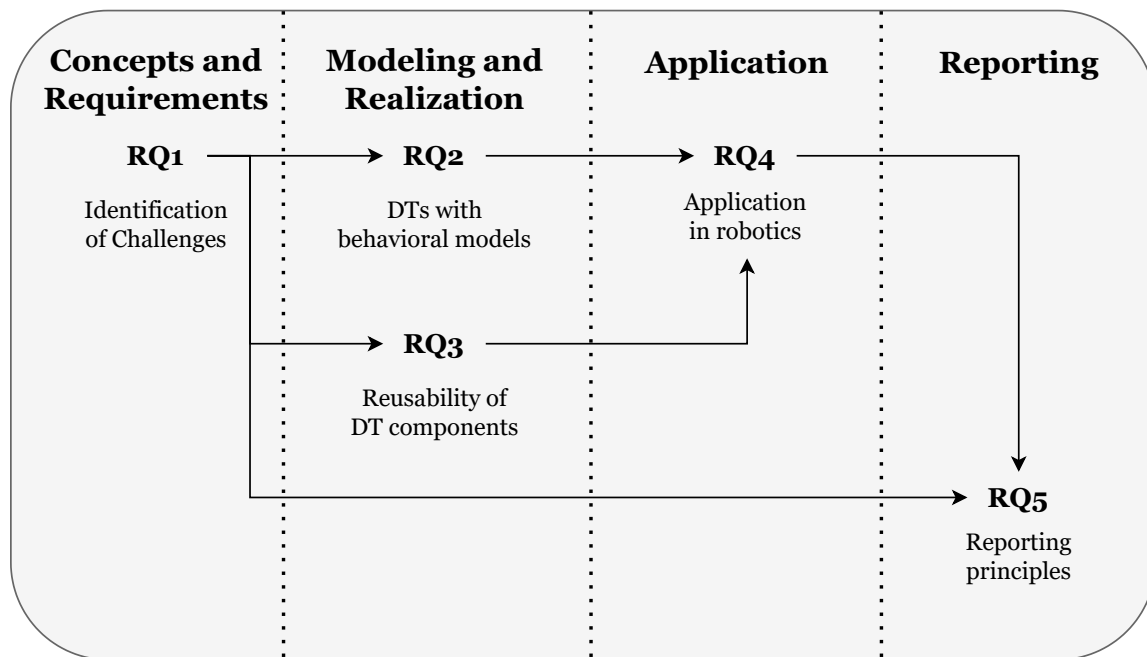 Concepts and
Requirements
Modeling and
Realization
Application
Reporting
RQ1
Identification
of Challenges
RQ2
DTs with
behavioral models
RQ4
Application
in robotics
RQ3
Reusability of
DT components
RQ5
Reporting
principles